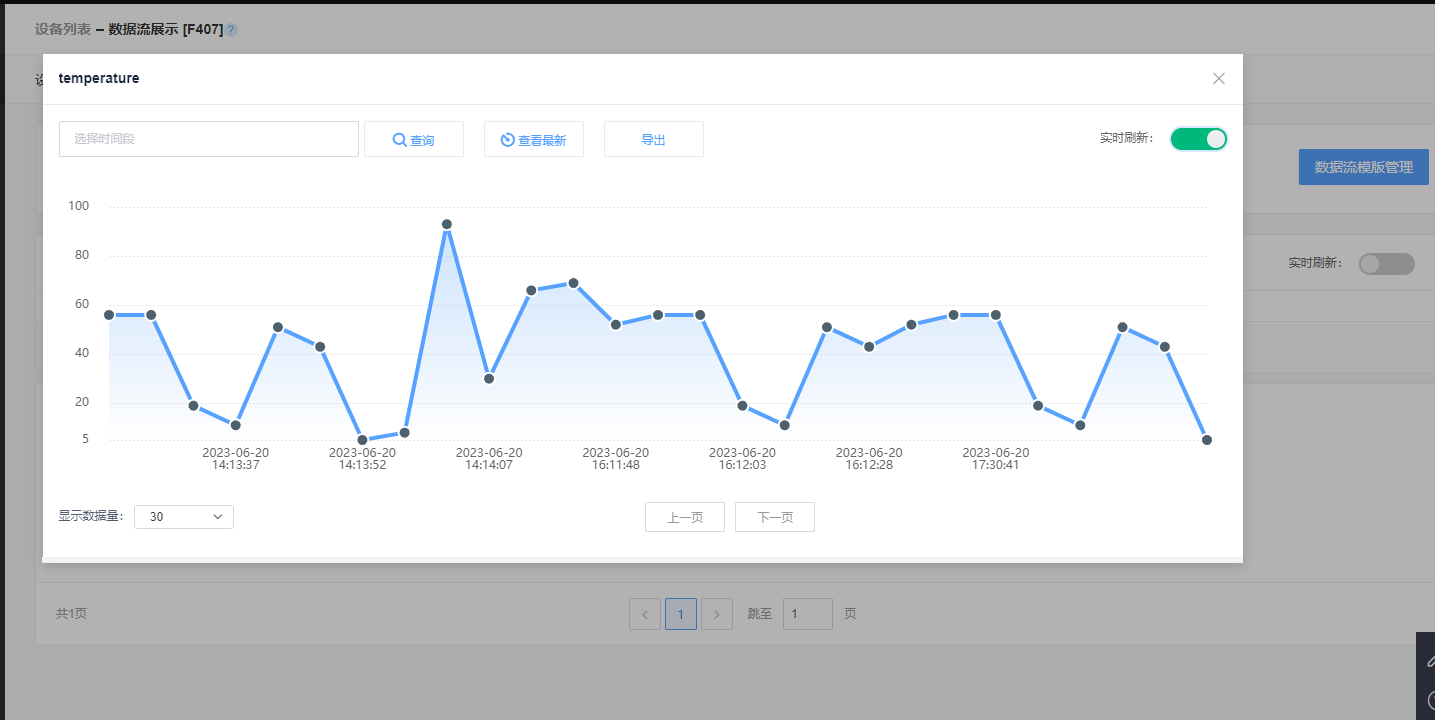 设备列表 – 数据流展示 [F407] ?
设
temperature
选择时间段
查询
查看最新
导出
实时刷新：
数据流模版管理
实时刷新：
100
80
60
40
20
5
2023-06-20
14:13:37
2023-06-20
14:13:52
2023-06-20
14:14:07
2023-06-20
16:11:48
2023-06-20
16:12:03
2023-06-20
16:12:28
2023-06-20
17:30:41
显示数据量：
30
上一页
下一页
共1页
1
跳至
1
页